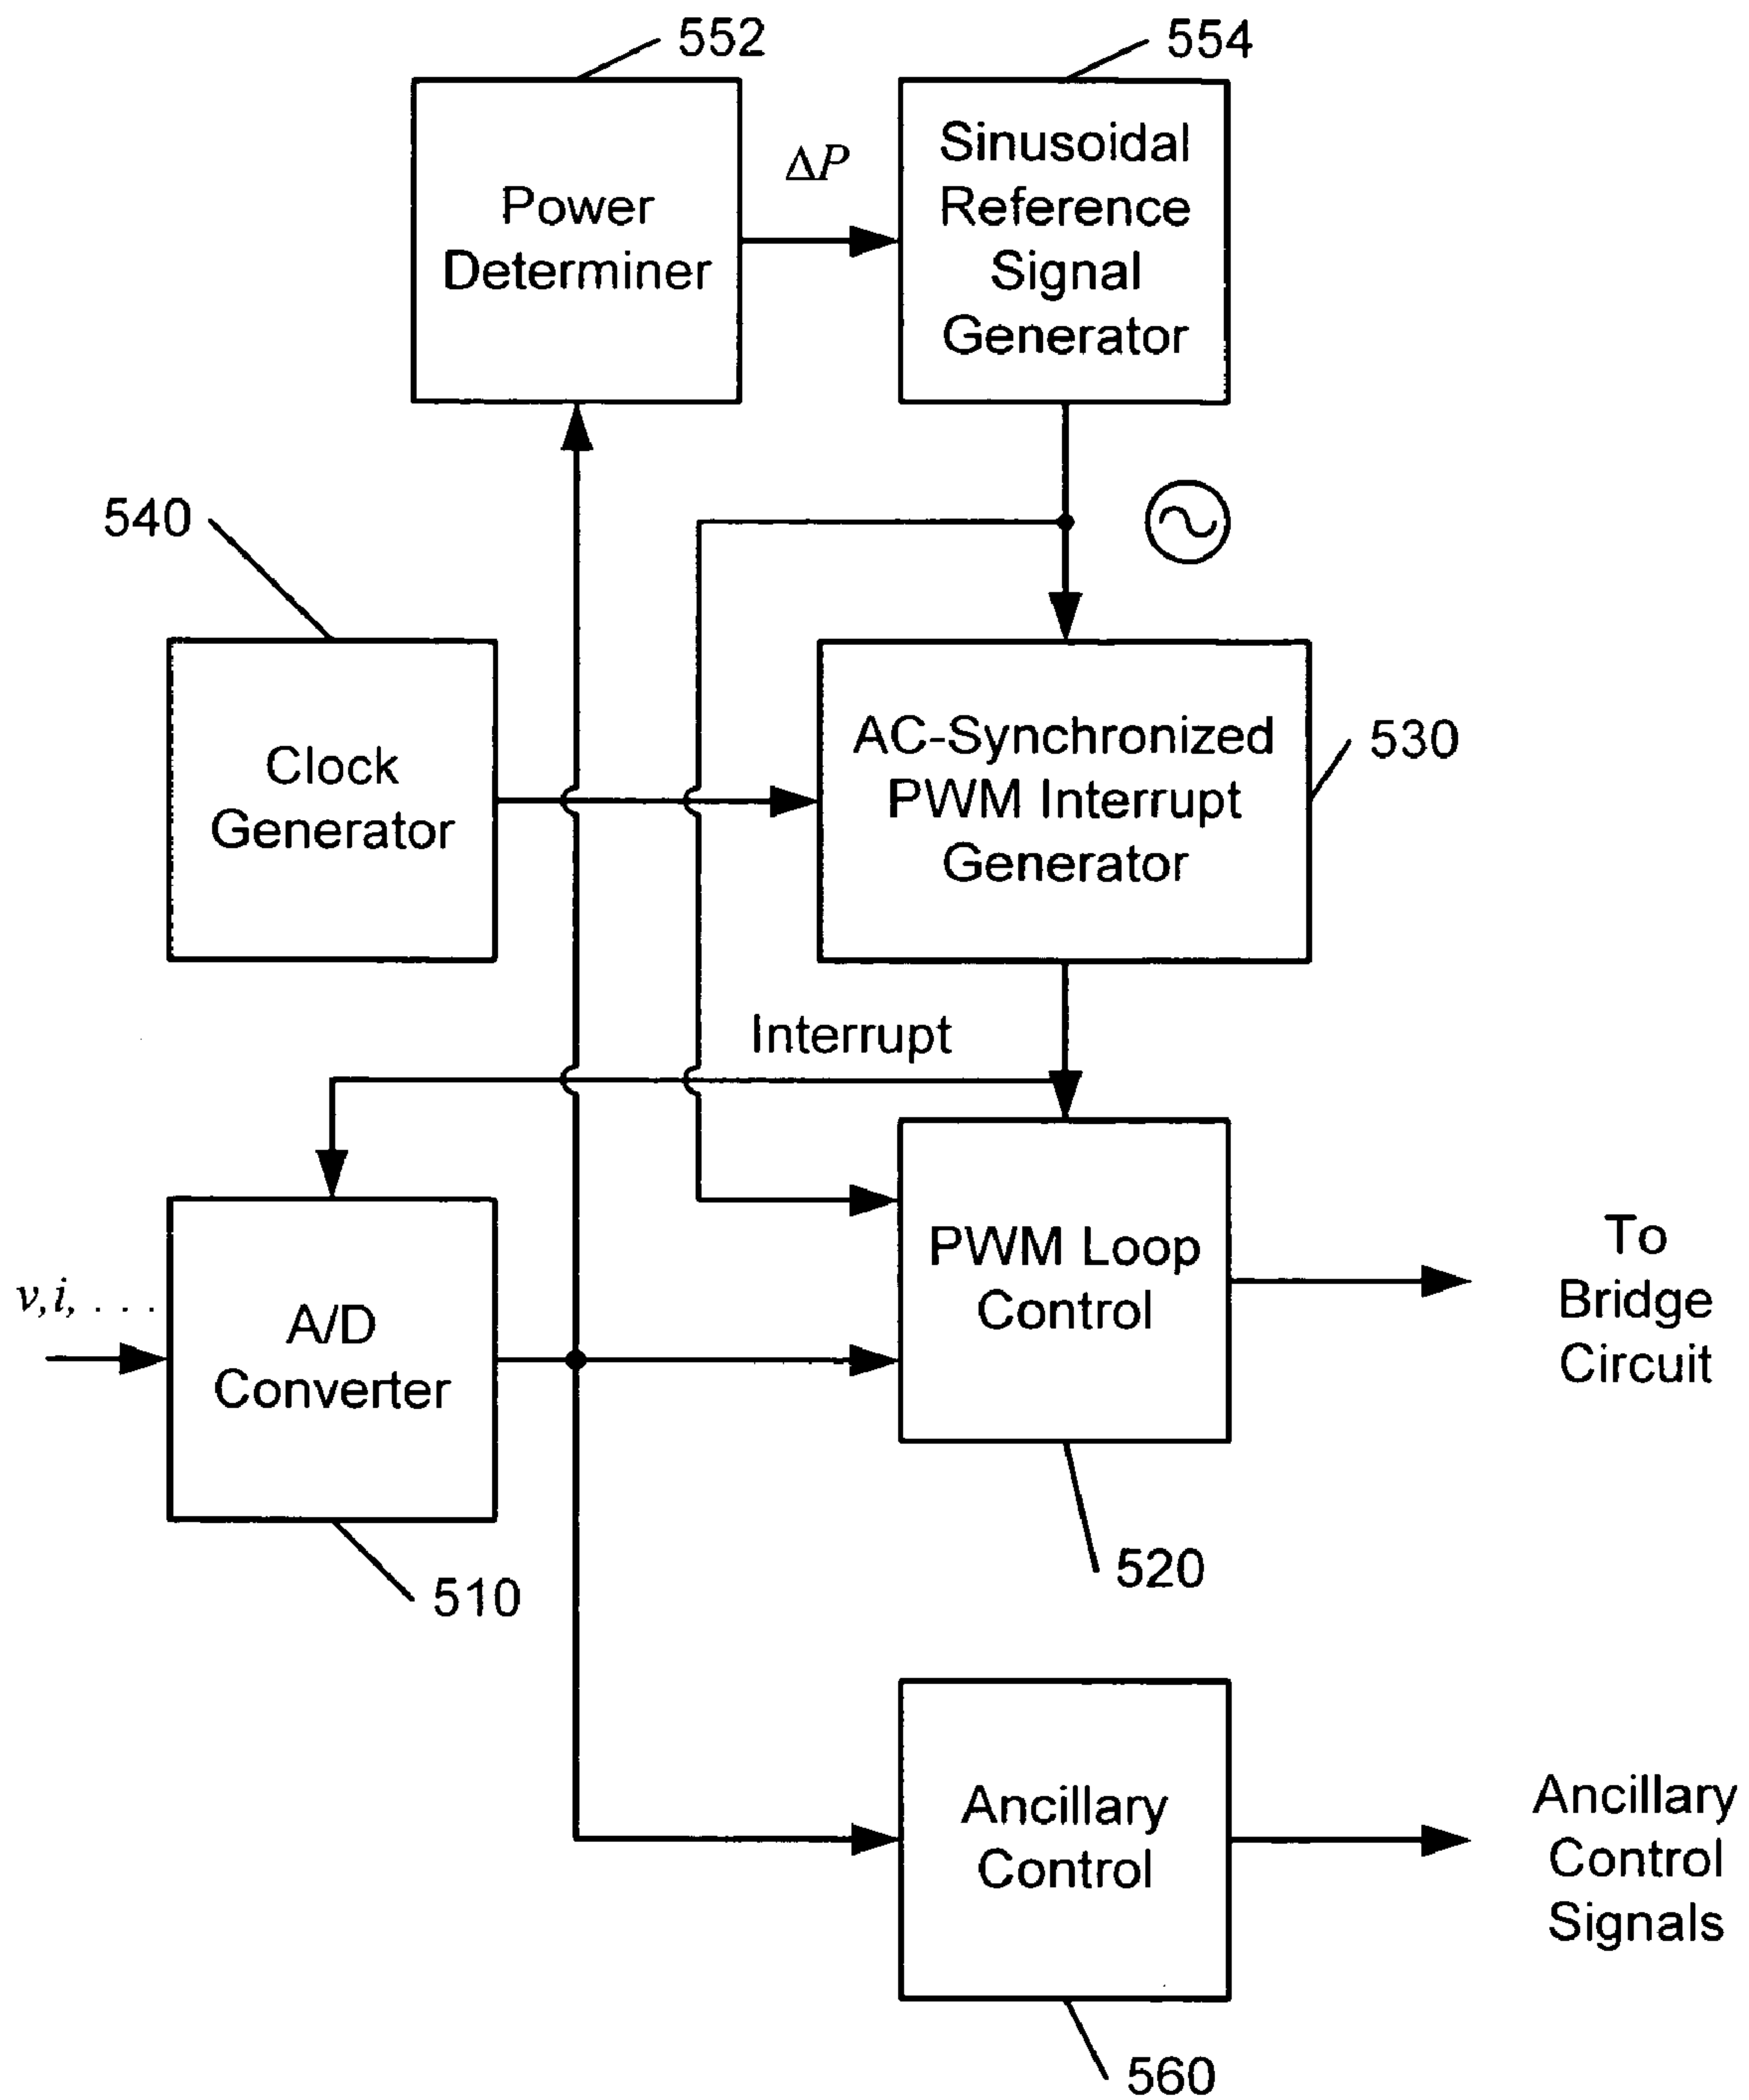 552
554
Power
Determiner
ΔP
Sinusoidal
Reference
Signal
Generator
540
Clock
Generator
AC-Synchronized
PWM Interrupt
Generator
530
Interrupt
v,i, . . .
A/D
Converter
510
PWM Loop
Control
520
To
Bridge
Circuit
Ancillary
Control
560
Ancillary
Control
Signals